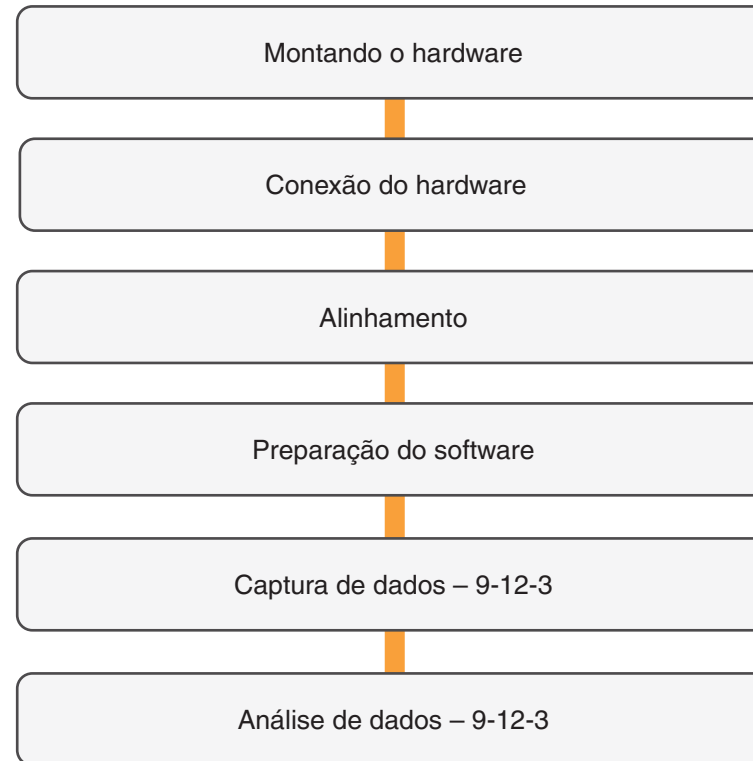 Montando o hardware
Conexão do hardware
Alinhamento
Preparação do software
Captura de dados – 9-12-3
Análise de dados – 9-12-3